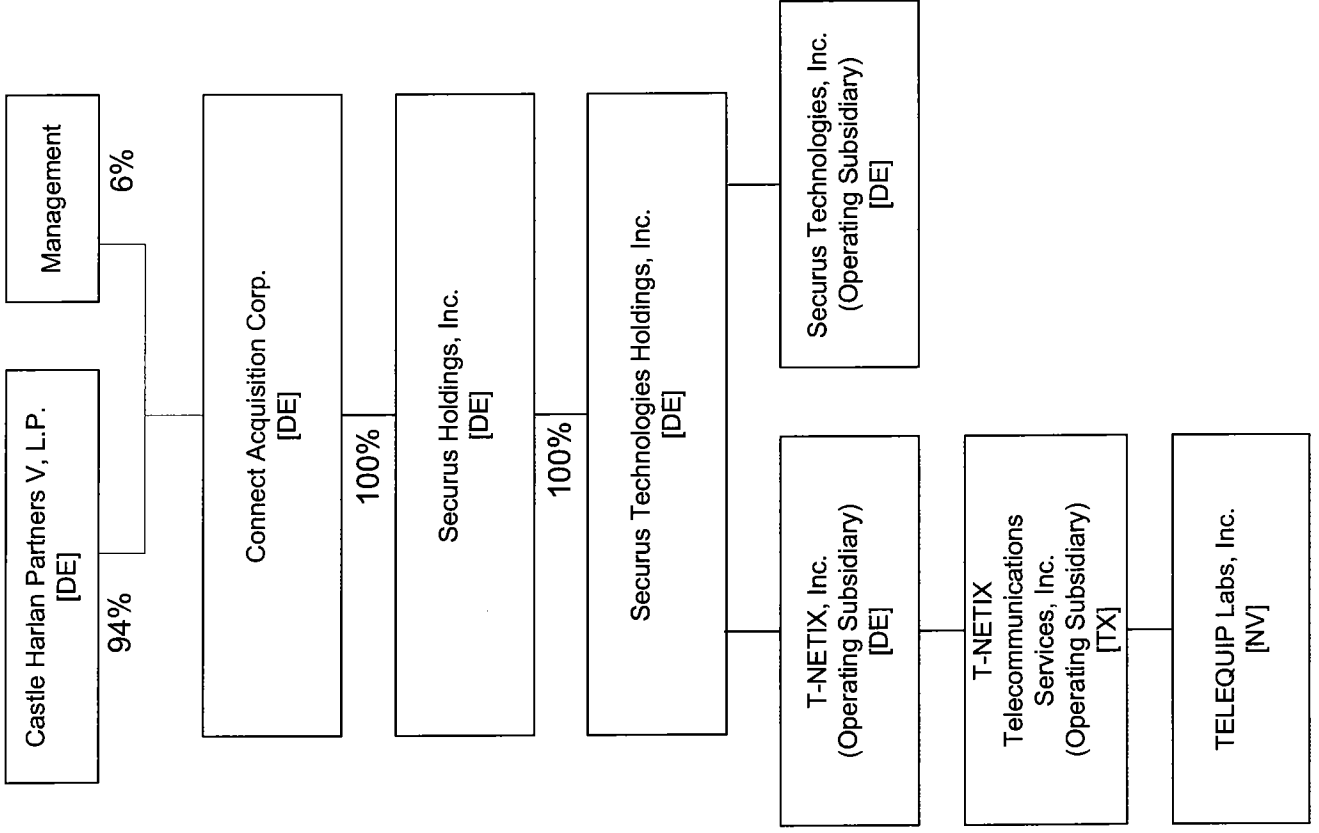 Castle Harlan Partners V, L.P.
[DE]
Management
94%
6%
Connect Acquisition Corp.
[DE]
100%
Securus Holdings, Inc.
[DE]
100%
Securus Technologies Holdings, Inc.
[DE]
T-NETIX, Inc.
(Operating Subsidiary)
[DE]
Securus Technologies, Inc.
(Operating Subsidiary)
[DE]
T-NETIX
Telecommunications
Services, Inc.
(Operating Subsidiary)
[TX]
TELEQUIP Labs, Inc.
[NV]